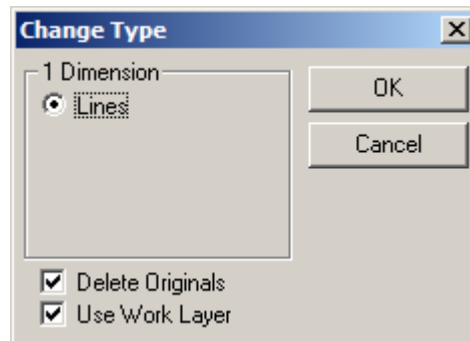 Change Type
1 Dimension
Lines
OK
Cancel
Delete Originals
Use Work Layer